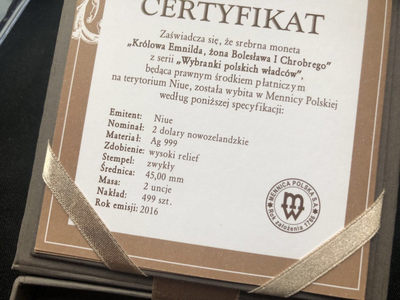 CERTYFIKAT
Zaświadcza się, że srebrna moneta
„Królowa Emnilda, żona Bolesława I Chrobrego"
z serii „Wybranki polskich władców",
będąca prawnym środkiem płatniczym
na terytorium Niue, została wybita w Mennicy Polskiej
według poniższej specyfikacji:
Emitent: Niue
Nominał: 2 dolary nowozelandzkie
Materiał: Ag 999
Zdobienie: wysoki relief
Stempel: zwykły
Średnica: 45,00 mm
Masa: 2 uncje
Nakład: 499 szt.
Rok emisji: 2016
MENNICA POLSKA S.A.
Rok założenia 1766